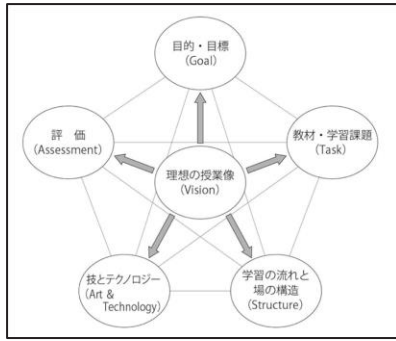 目的・目標
(Goal)
評　価
(Assessment)
教材・学習課題
(Task)
理想の授業像
(Vision)
技とテクノロジー
(Art &
Technology)
学習の流れと
場の構造
(Structure)